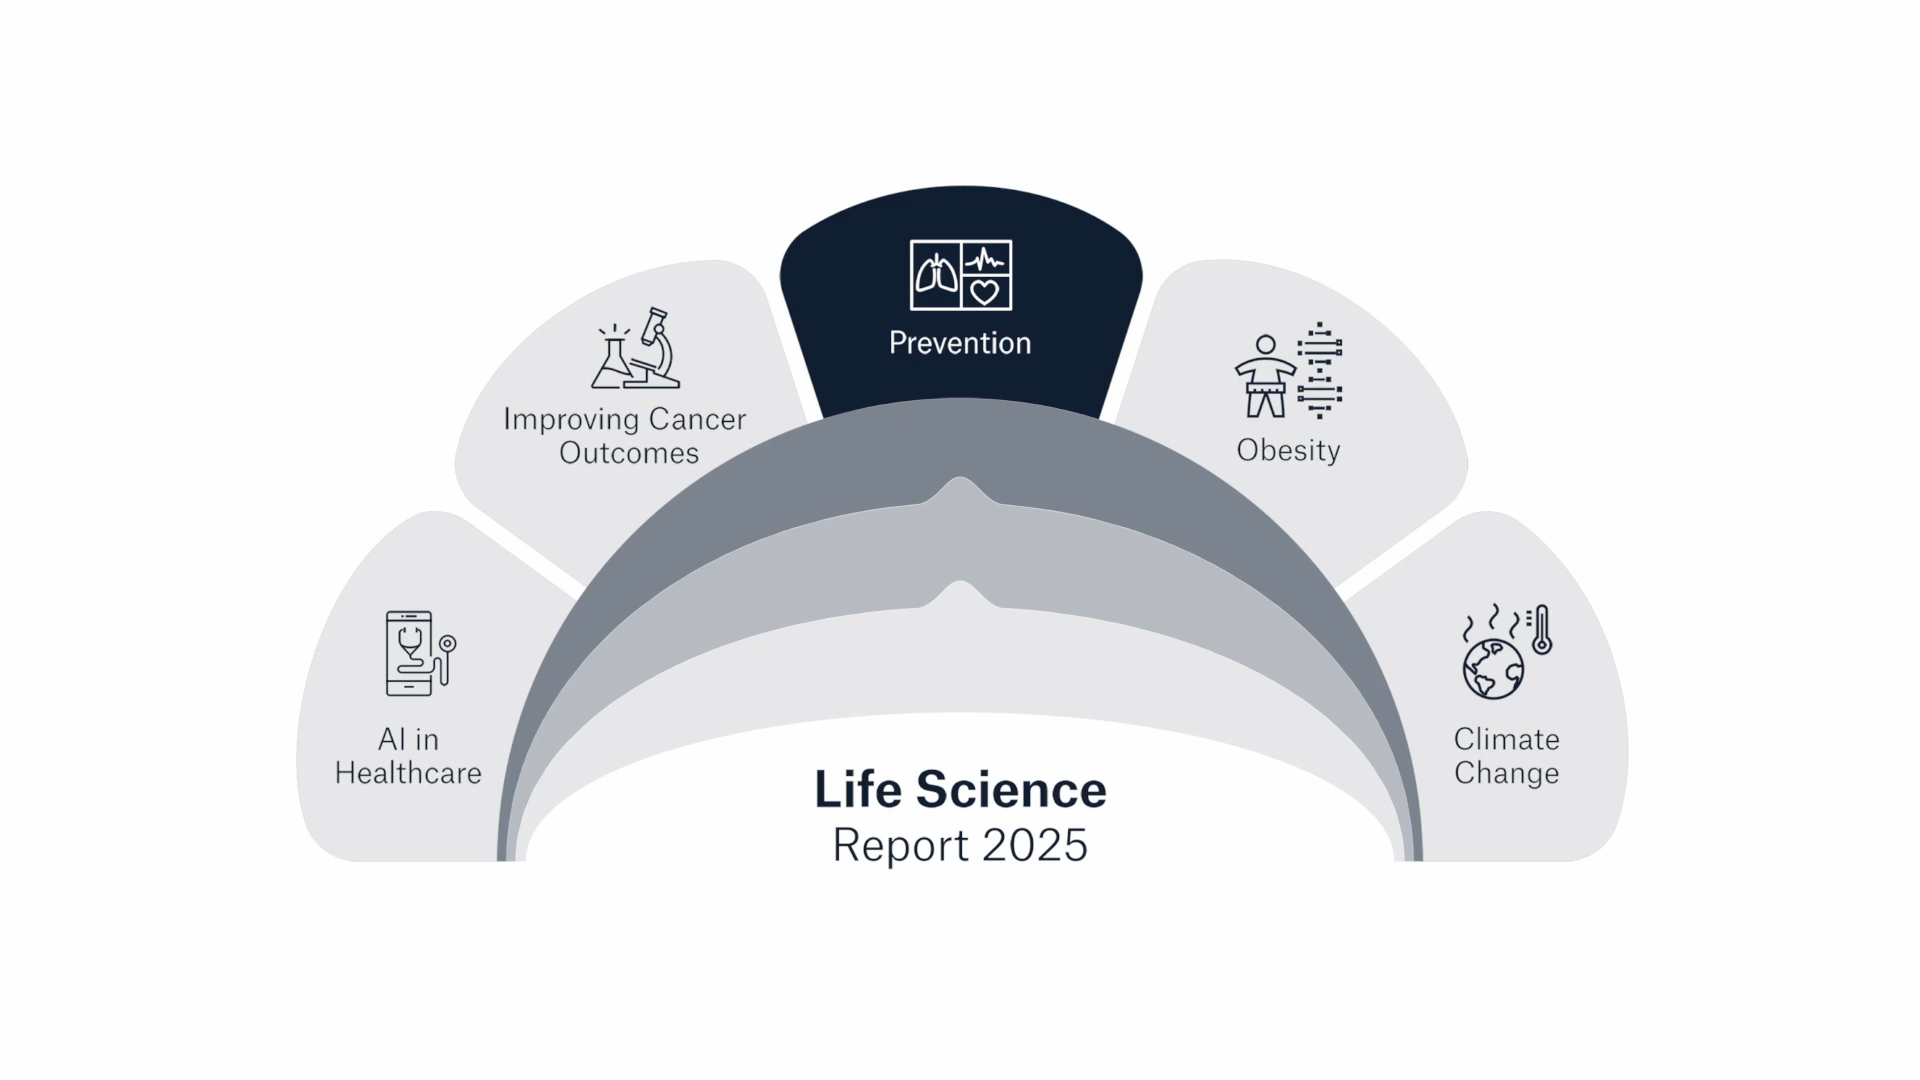 Prevention
Improving Cancer
Outcomes
Obesity
AI in
Healthcare
Climate
Change
Life Science
Report 2025